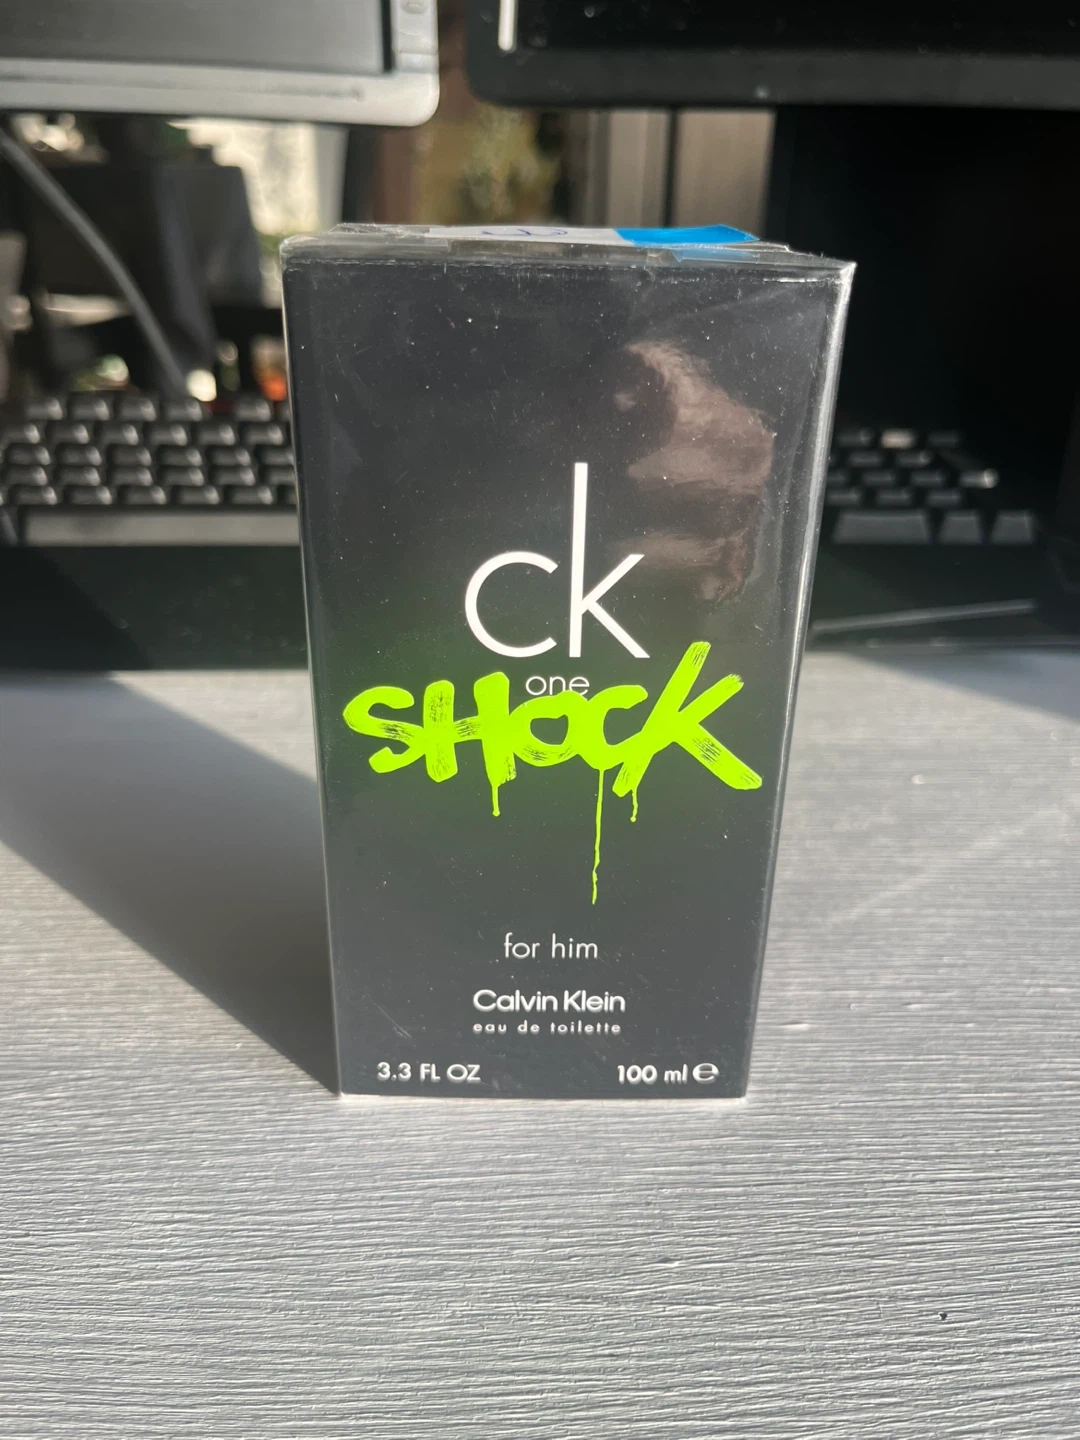 ck
one
SHOCK
for him
Calvin Klein
eau de toilette
3.3 FL OZ 100 ml ℮